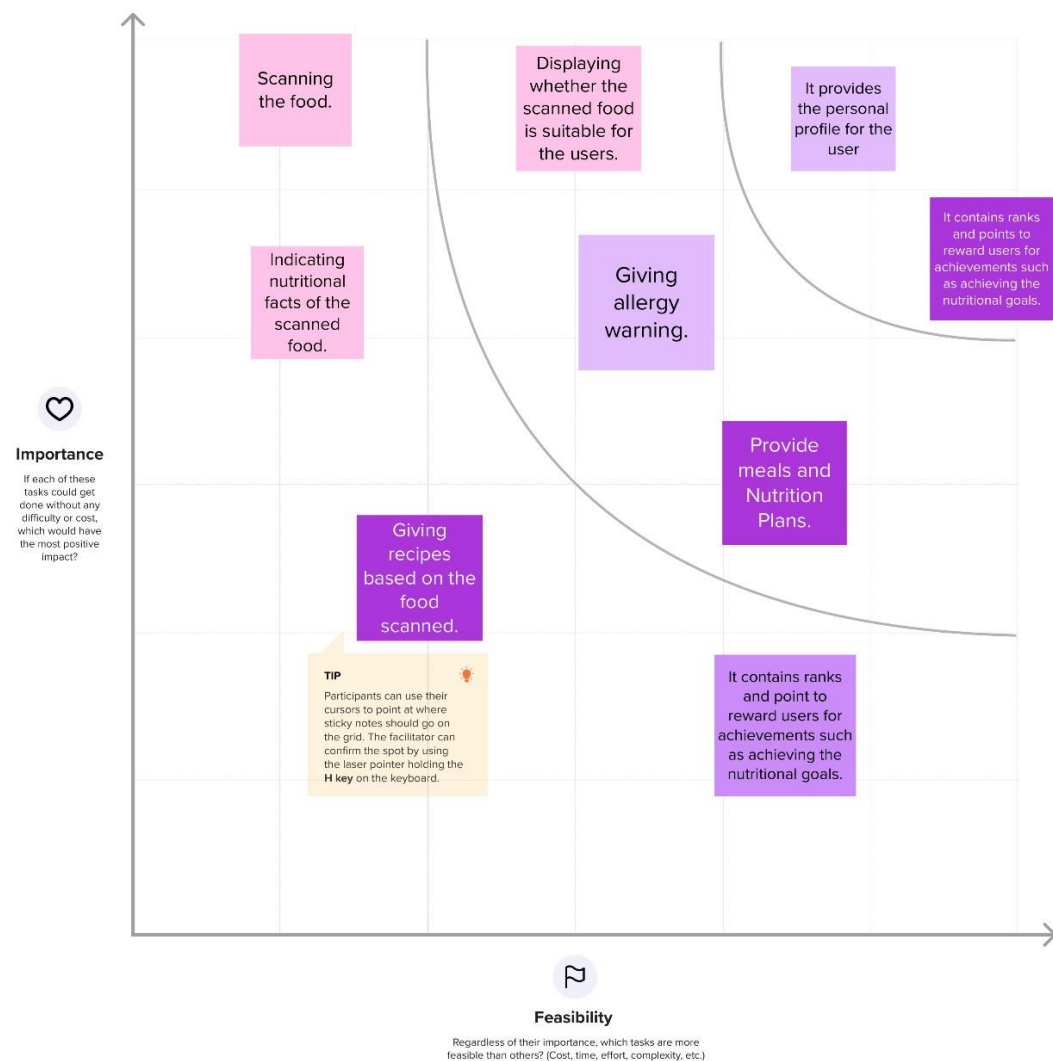 Scanning
the food.
Displaying
whether the
scanned food
is suitable for
the users.
It provides
the personal
profile for the
user
It contains ranks
and points to
reward users for
achievements such
as achieving the
nutritional goals.
Indicating
nutritional
facts of the
scanned
food.
Giving
allergy
warning.
Importance
If each of these
tasks could get
done without any
difficulty or cost,
which would have
the most positive
impact?
Provide
meals and
Nutrition
Plans.
Giving
recipes
based on the
food
scanned.
TIP
Participants can use their
cursors to point at where
sticky notes should go on
the grid. The facilitator can
confirm the spot by using
the laser pointer holding the
H key on the keyboard.
It contains ranks
and point to
reward users for
achievements such
as achieving the
nutritional goals.
Feasibility
Regardless of their importance, which tasks are more
feasible than others? (Cost, time, effort, complexity, etc.)